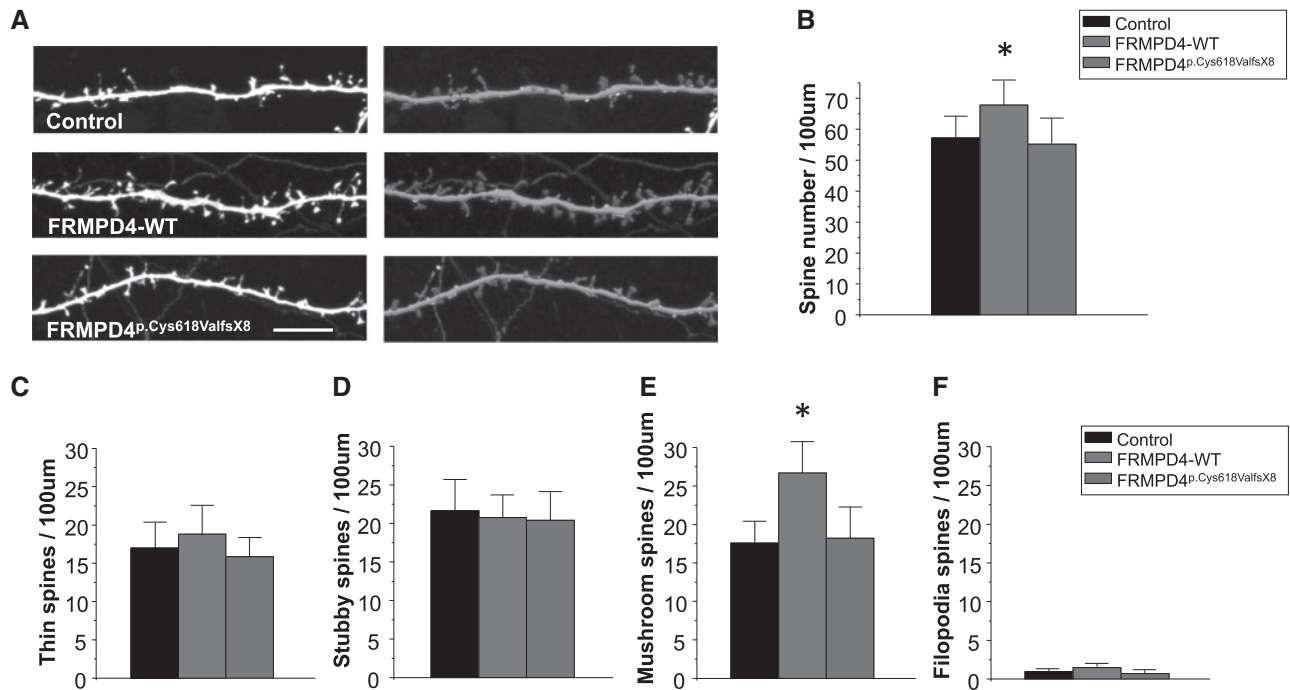 A
Control
FRMPD4-WT
FRMPD4p.Cys618ValfsX8
B
Control
FRMPD4-WT
FRMPD4p.Cys618ValfsX8
*
Spine number / 100um
70
60
50
40
30
20
10
0
C
Thin spines / 100um
30
25
20
15
10
5
0
D
Stubby spines / 100um
30
25
20
15
10
5
0
E
*
Mushroom spines / 100um
30
25
20
15
10
5
0
F
Filopodia spines / 100um
30
25
20
15
10
5
0
Control
FRMPD4-WT
FRMPD4p.Cys618ValfsX8